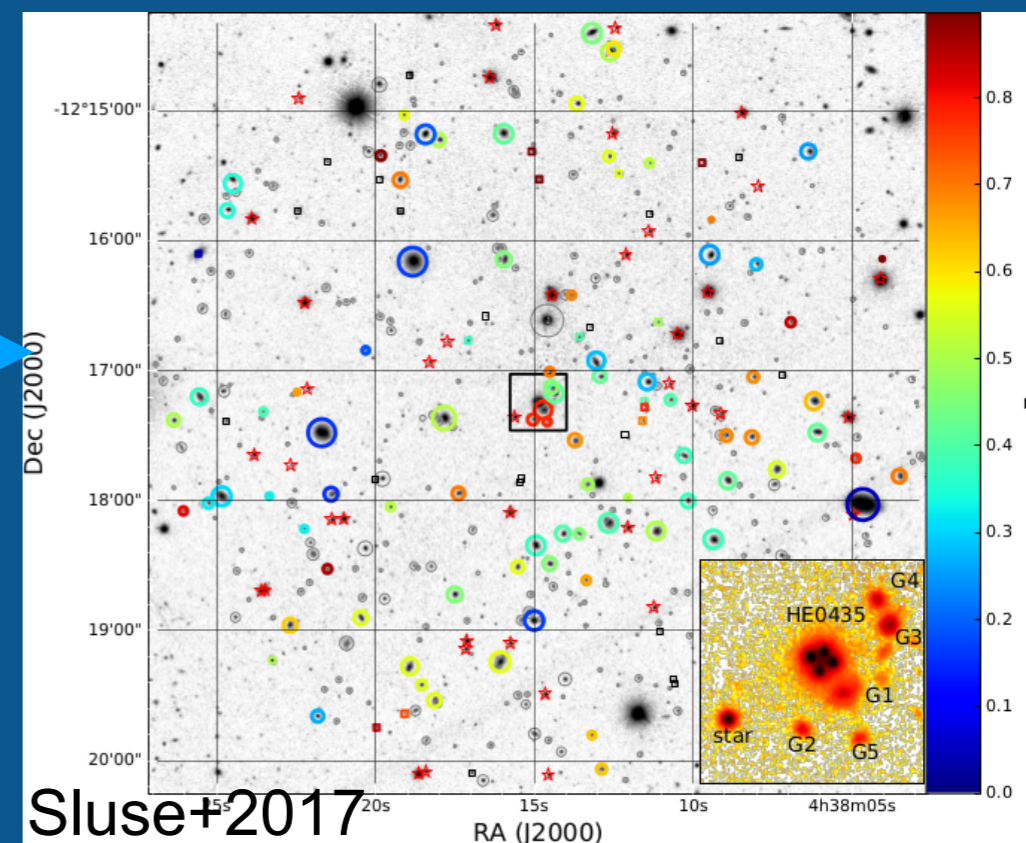 -12°15'00"
16'00"
17'00"
18'00"
19'00"
20'00"
Dec (J2000)
25s
20s
15s
10s
4h38m05s
RA (J2000)
0.8
0.7
0.6
0.5
0.4
0.3
0.2
0.1
0.0
G4
HE0435
G3
G1
star
G2
G5
Sluse+2017